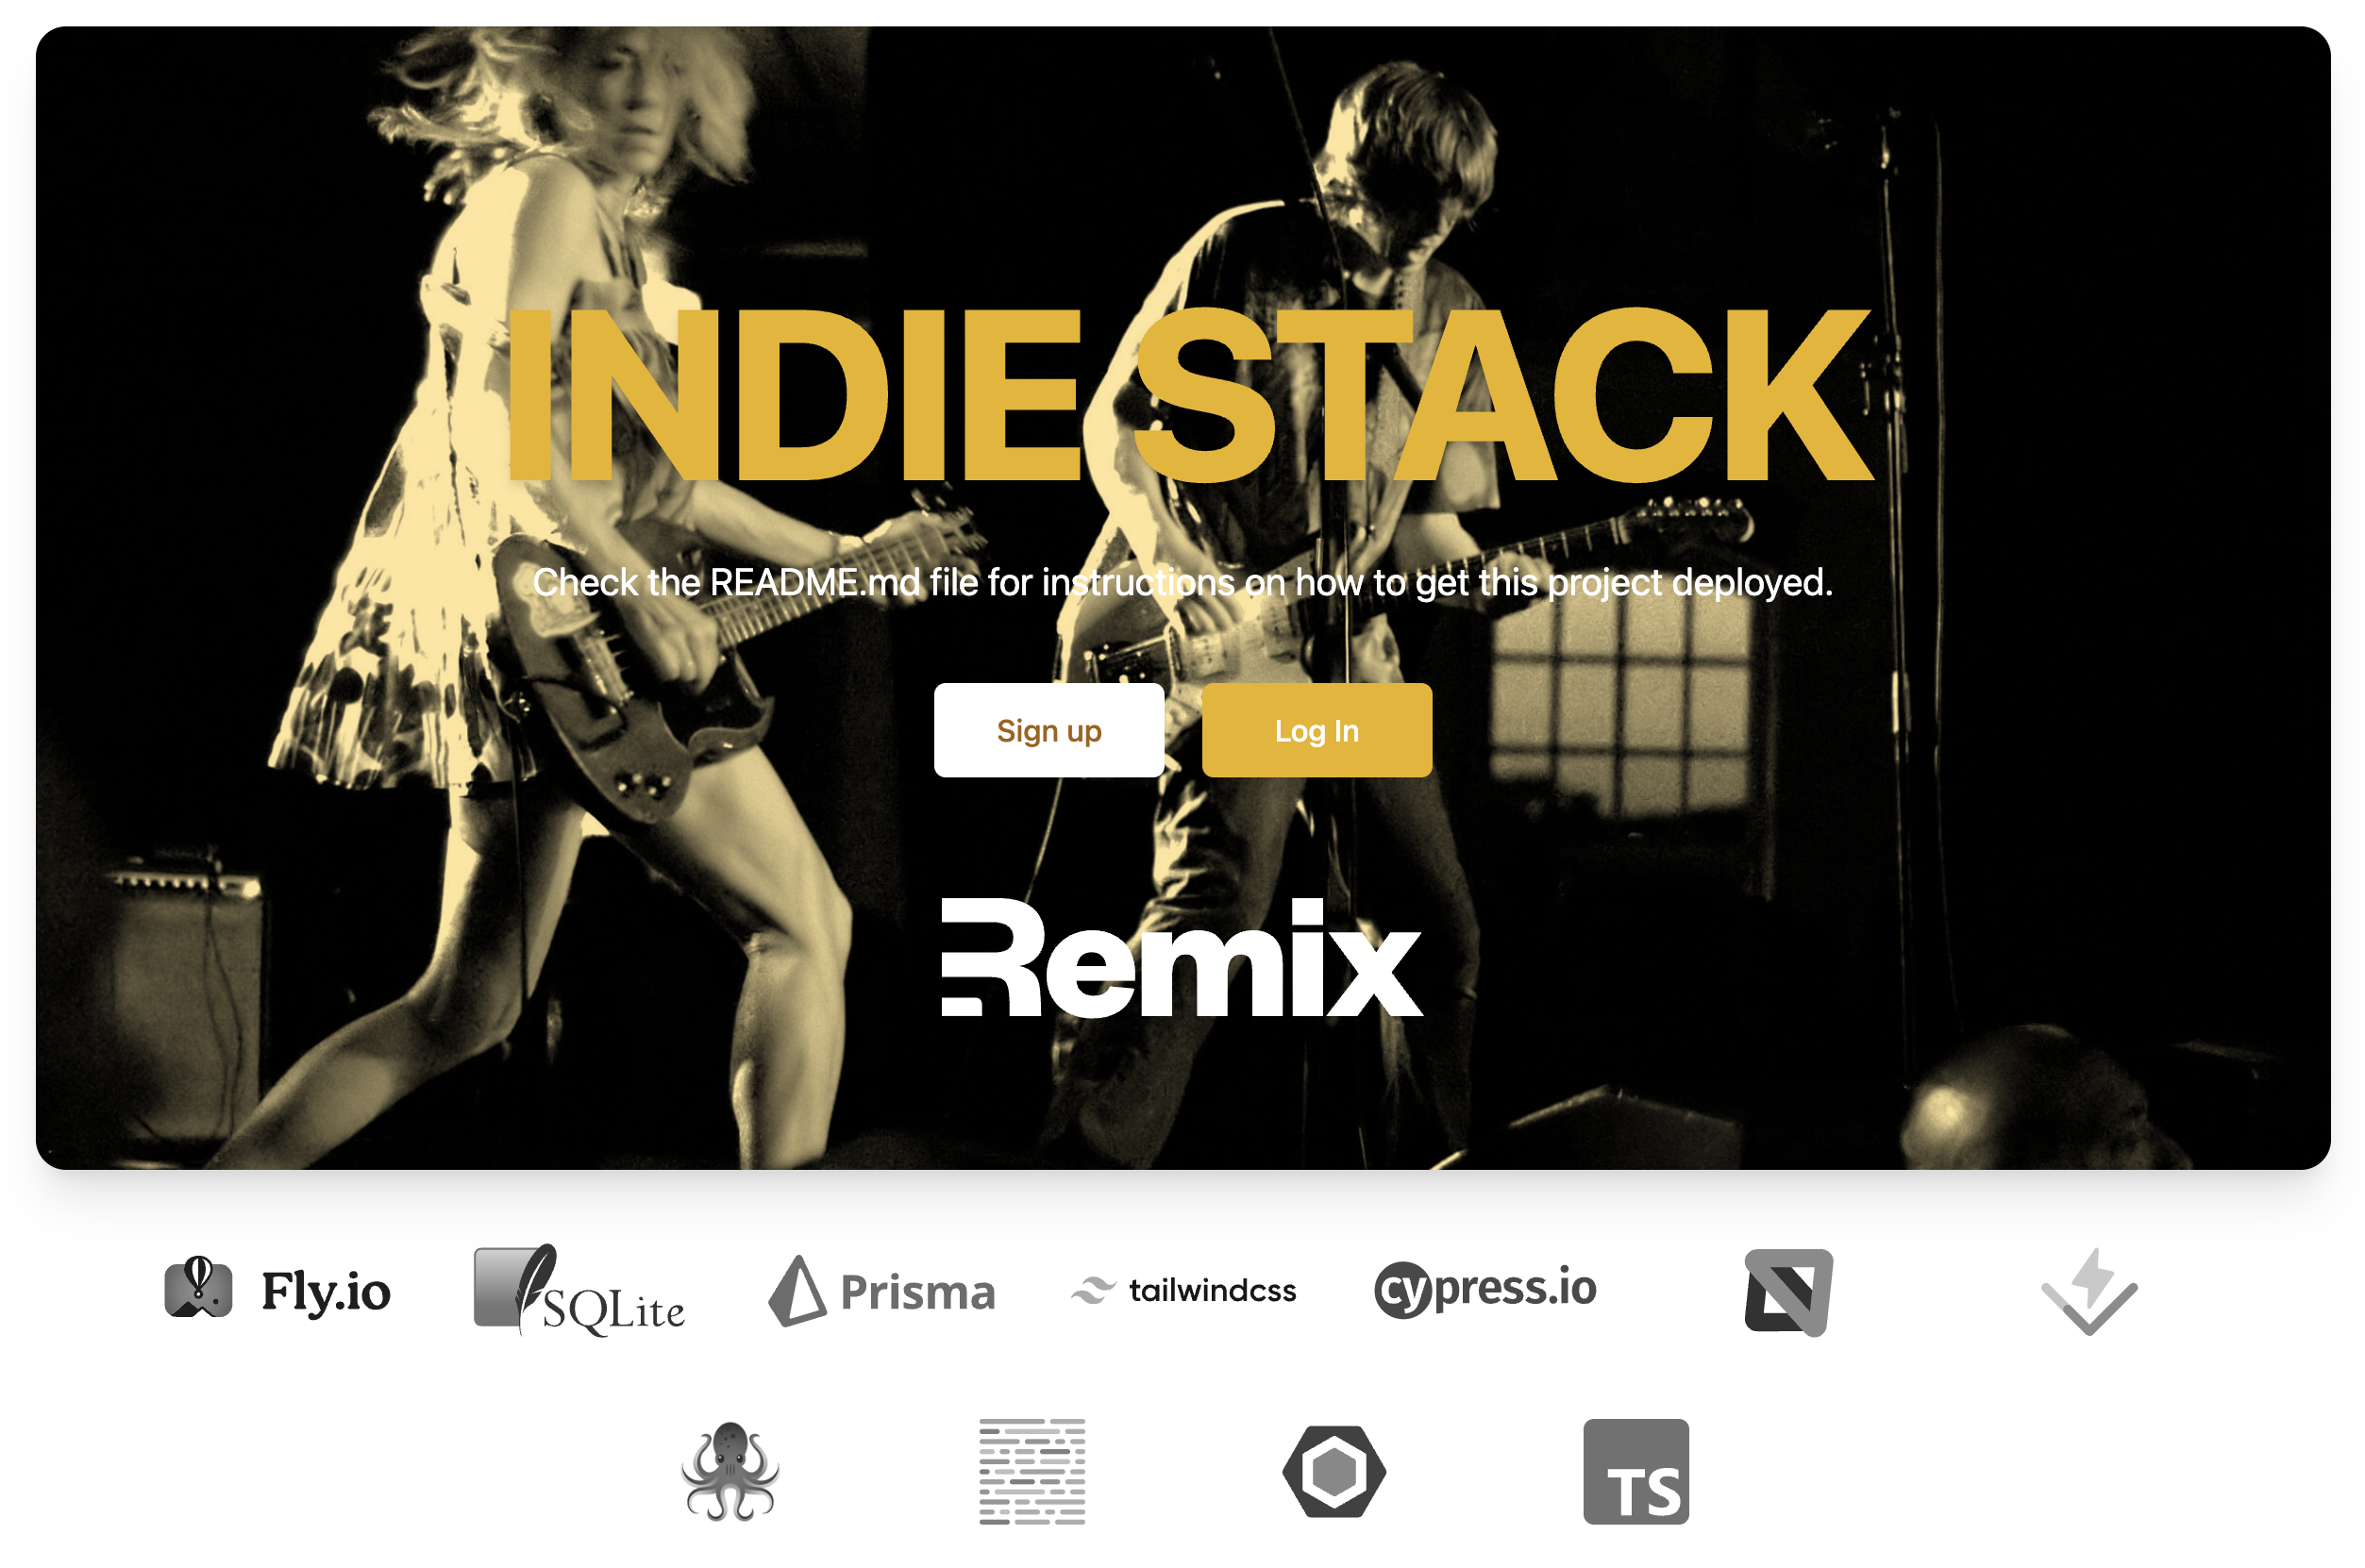 INDIE STACK
Check the README.md file for instructions on how to get this project deployed.
Sign up
Log In
Remix
Fly.io
SQLite
Prisma
tailwindcss
cypress.io
TS